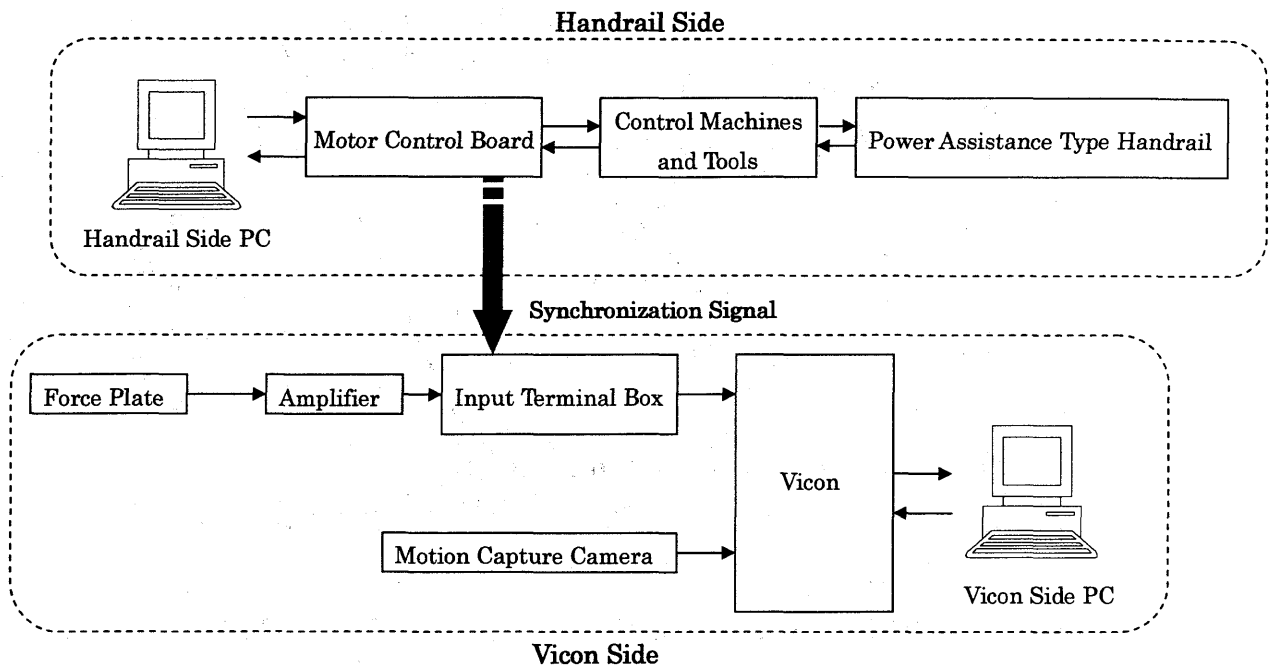 Handrail Side
Motor Control Board
Control Machines
and Tools
Power Assistance Type Handrail
Handrail Side PC
Synchronization Signal
Force Plate
Amplifier
Input Terminal Box
Vicon
Motion Capture Camera
Vicon Side PC
Vicon Side